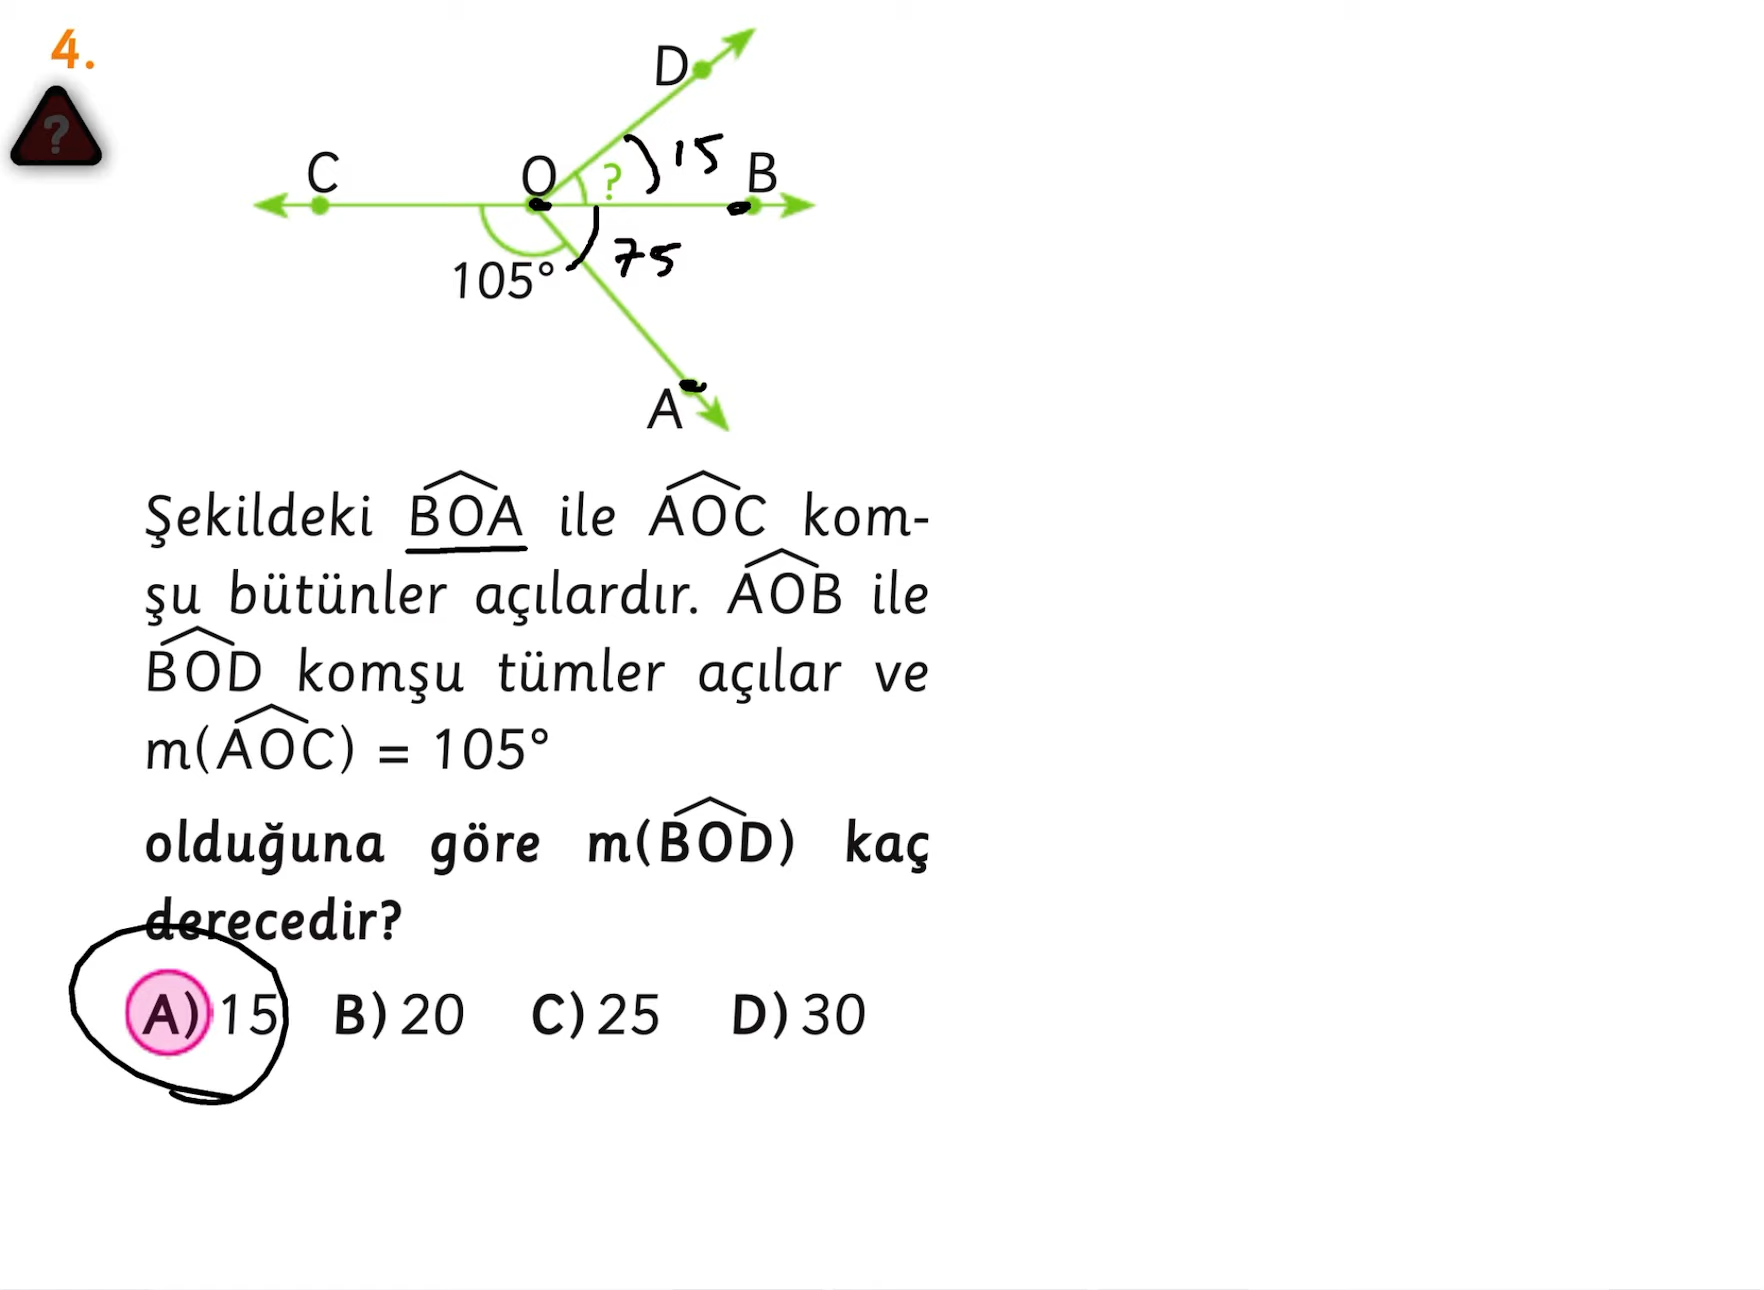 4.
?
D
15
C
O
?
B
105°
75
A
Şekildeki BOA ile AOC kom-
şu bütünler açılardır. AOB ile
BOD komşu tümler açılar ve
m(AOC) = 105°
olduğuna göre m(BOD) kaç
derecedir?
A) 15 B) 20 C) 25 D) 30